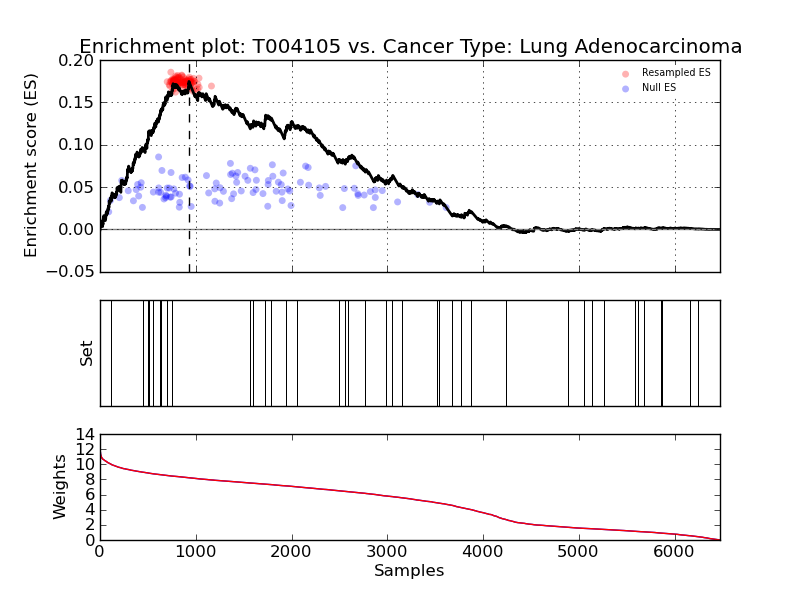 Enrichment plot: T004105 vs. Cancer Type: Lung Adenocarcinoma
Enrichment score (ES)
0.20
0.15
0.10
0.05
0.00
−0.05
Resampled ES
Null ES
Set
Weights
14
12
10
8
6
4
2
0
0 1000 2000 3000 4000 5000 6000
Samples